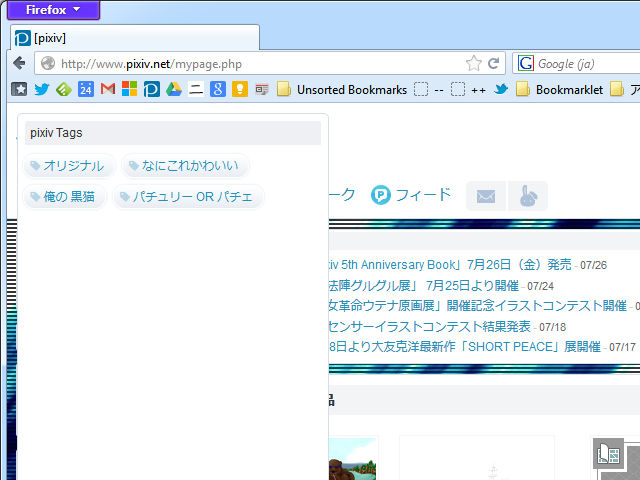 Firefox
[pixiv]
http://www.pixiv.net/mypage.php
Google (ja)
24 Unsorted Bookmarks -- ++ Bookmarklet ア
pixiv Tags
オリジナル なにこれかわいい
俺の 黒猫 パチュリー OR パチェ
ーク フィード
xiv 5th Anniversary Book」7月26日（金）発売 - 07/26
法陣グルグル展」 7月25日より開催 - 07/24
女革命ウテナ原画展」開催記念イラストコンテスト開催 - 0
センサーイラストコンテスト結果発表 - 07/18
8日より大友克洋最新作「SHORT PEACE」展開催 - 07/17
品